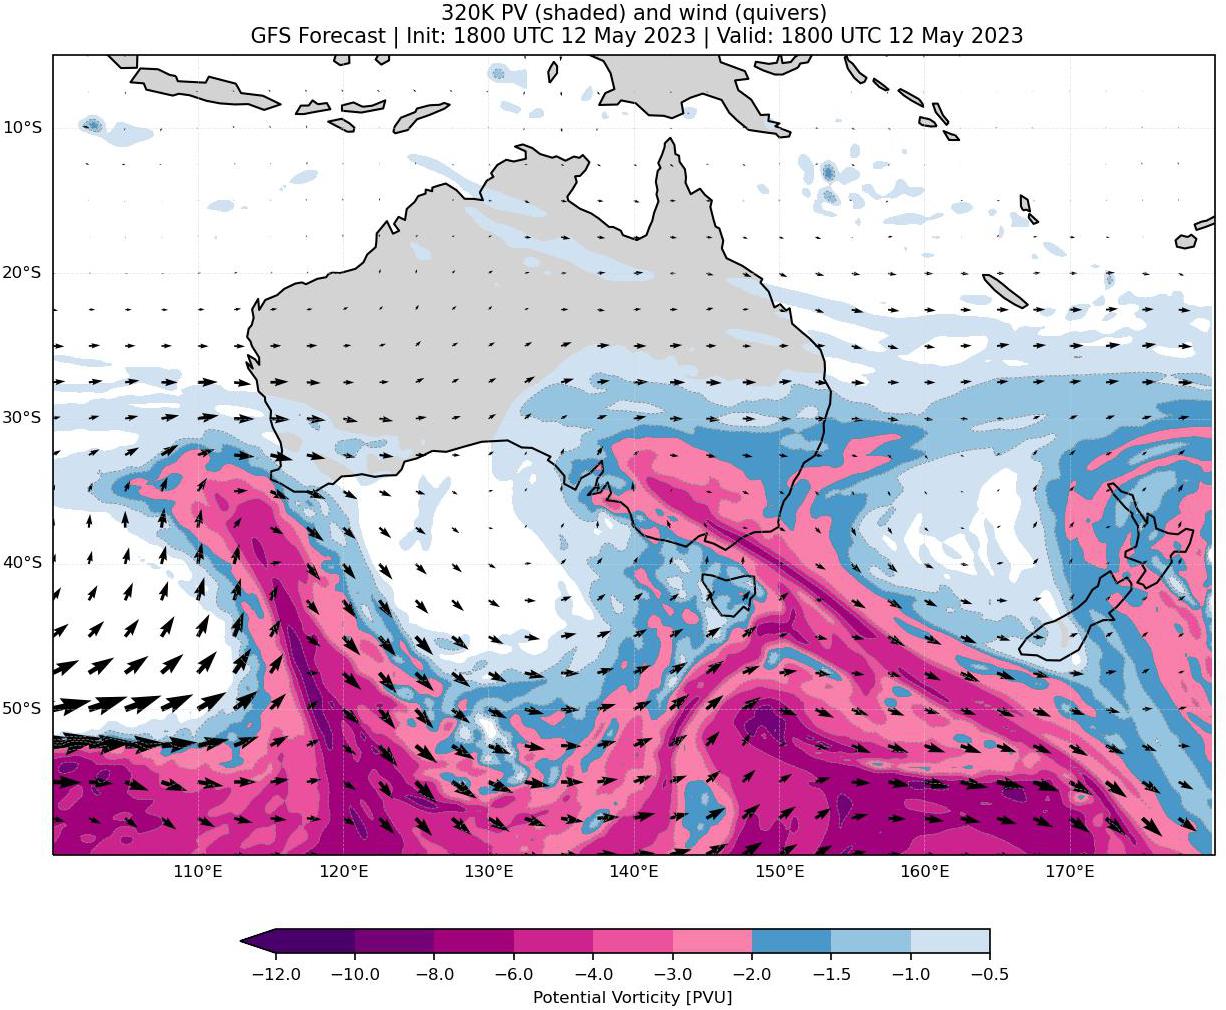 320K PV (shaded) and wind (quivers)
GFS Forecast | Init: 1800 UTC 12 May 2023 | Valid: 1800 UTC 12 May 2023
10°S
20°S
30°S
40°S
50°S
110°E 120°E 130°E 140°E 150°E 160°E 170°E
−12.0 −10.0 −8.0 −6.0 −4.0 −3.0 −2.0 −1.5 −1.0 −0.5
Potential Vorticity [PVU]